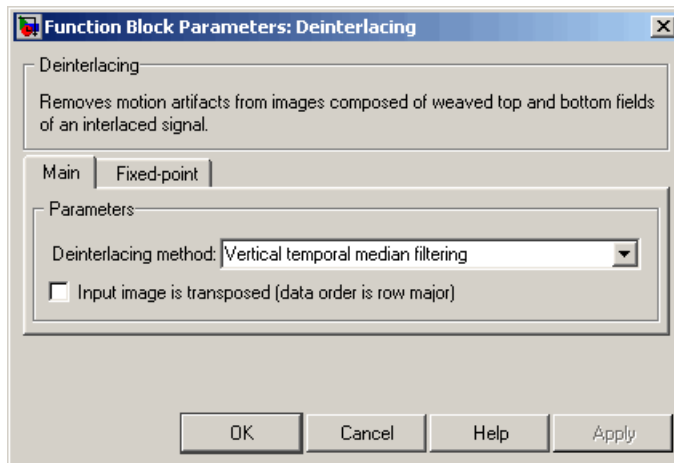 Function Block Parameters: Deinterlacing
Deinterlacing
Removes motion artifacts from images composed of weaved top and bottom fields
of an interlaced signal.
Main Fixed-point
Parameters
Deinterlacing method: Vertical temporal median filtering
Input image is transposed (data order is row major)
OK Cancel Help Apply